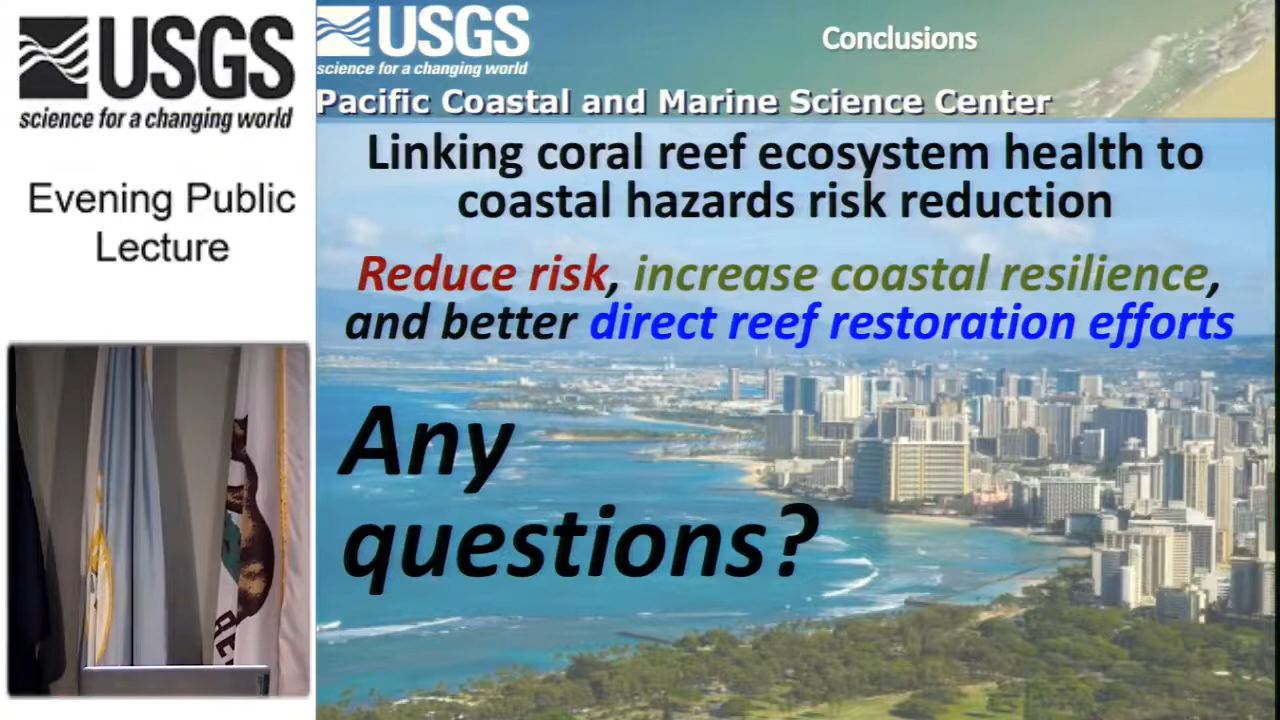 USGS
science for a changing world
Evening Public
Lecture
USGS
science for a changing world
Conclusions
Pacific Coastal and Marine Science Center
Linking coral reef ecosystem health to
coastal hazards risk reduction
Reduce risk, increase coastal resilience,
and better direct reef restoration efforts
Any
questions?